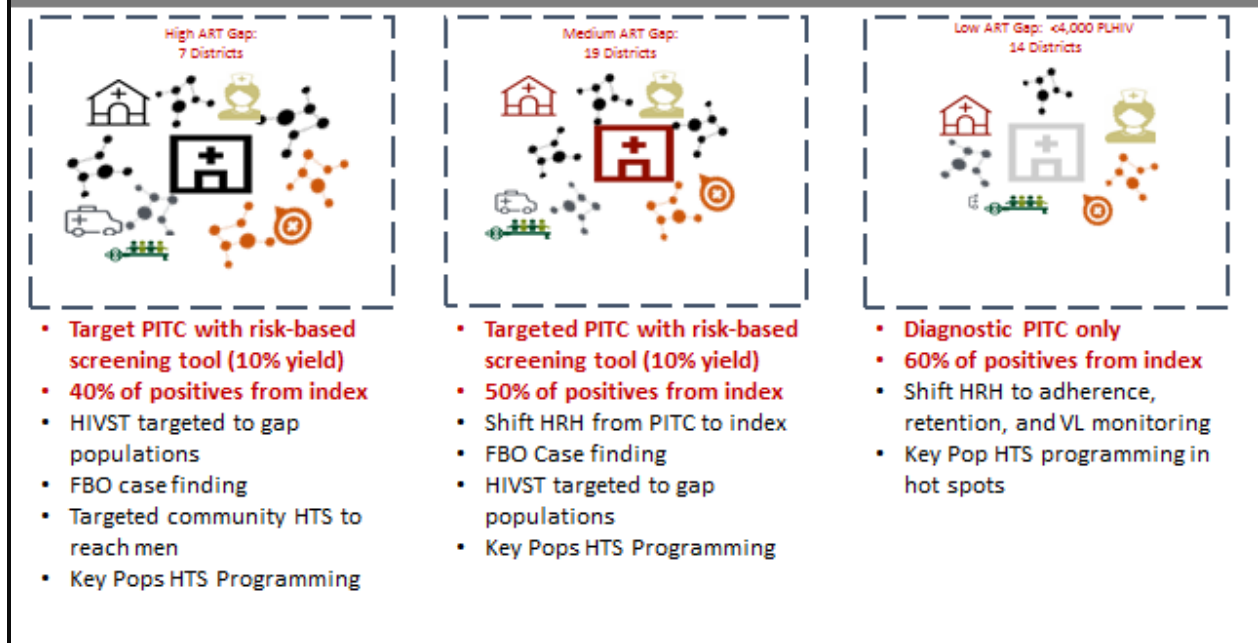 High ART Gap:
7 Districts
• Target PITC with risk-based
screening tool (10% yield)
• 40% of positives from index
• HIVST targeted to gap
populations
• FBO case finding
• Targeted community HTS to
reach men
• Key Pops HTS Programming
Medium ART Gap:
19 Districts
• Targeted PITC with risk-based
screening tool (10% yield)
• 50% of positives from index
• Shift HRH from PITC to index
• FBO Case finding
• HIVST targeted to gap
populations
• Key Pops HTS Programming
Low ART Gap: <4,000 PLHIV
14 Districts
• Diagnostic PITC only
• 60% of positives from index
• Shift HRH to adherence,
retention, and VL monitoring
• Key Pop HTS programming in
hot spots